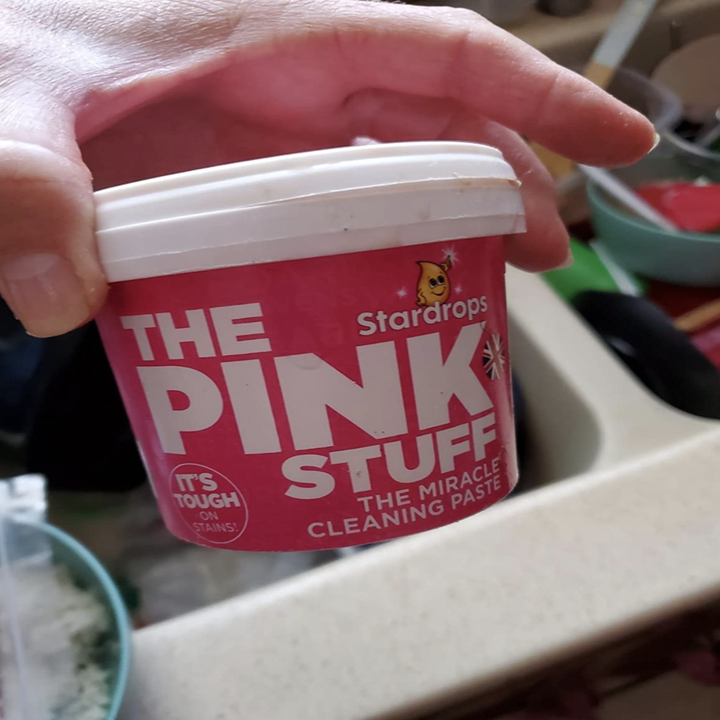 Stardrops
THE
PINK
STUFF
THE MIRACLE
CLEANING PASTE
IT'S
TOUGH
ON
STAINS!